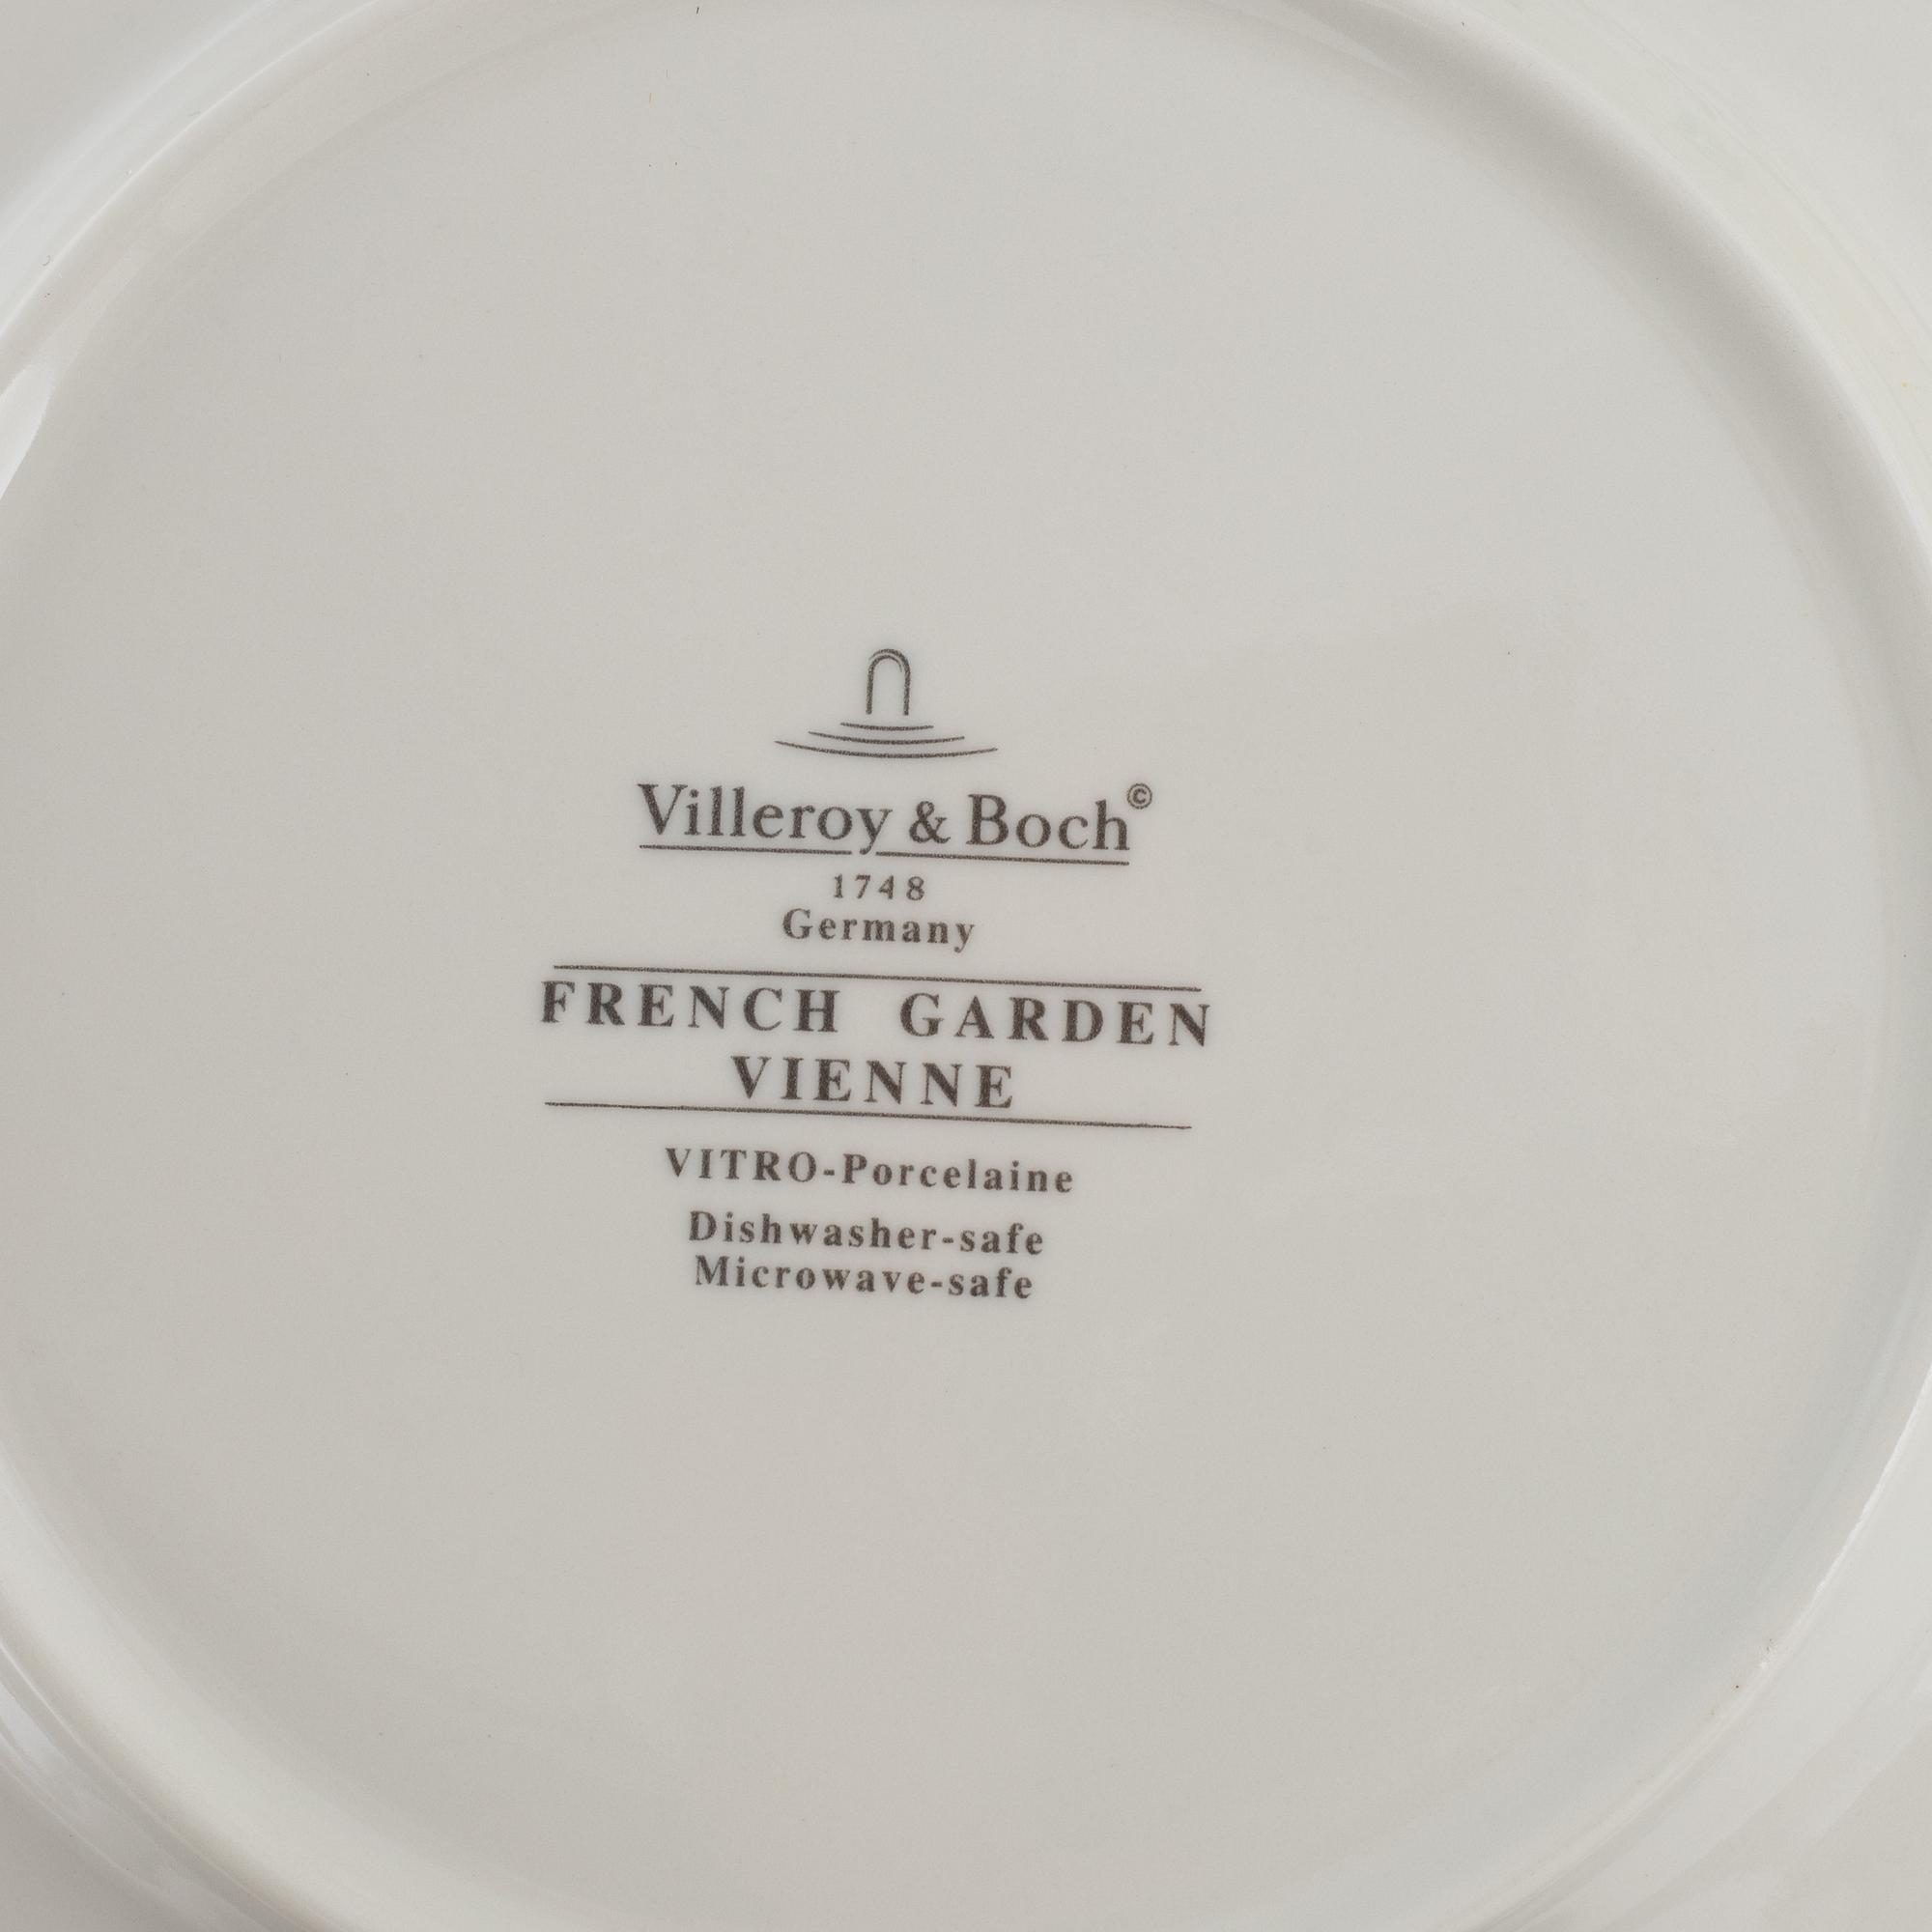 Villeroy & Boch©
1748
Germany
FRENCH GARDEN
VIENNE
VITRO-Porcelaine
Dishwasher-safe
Microwave-safe